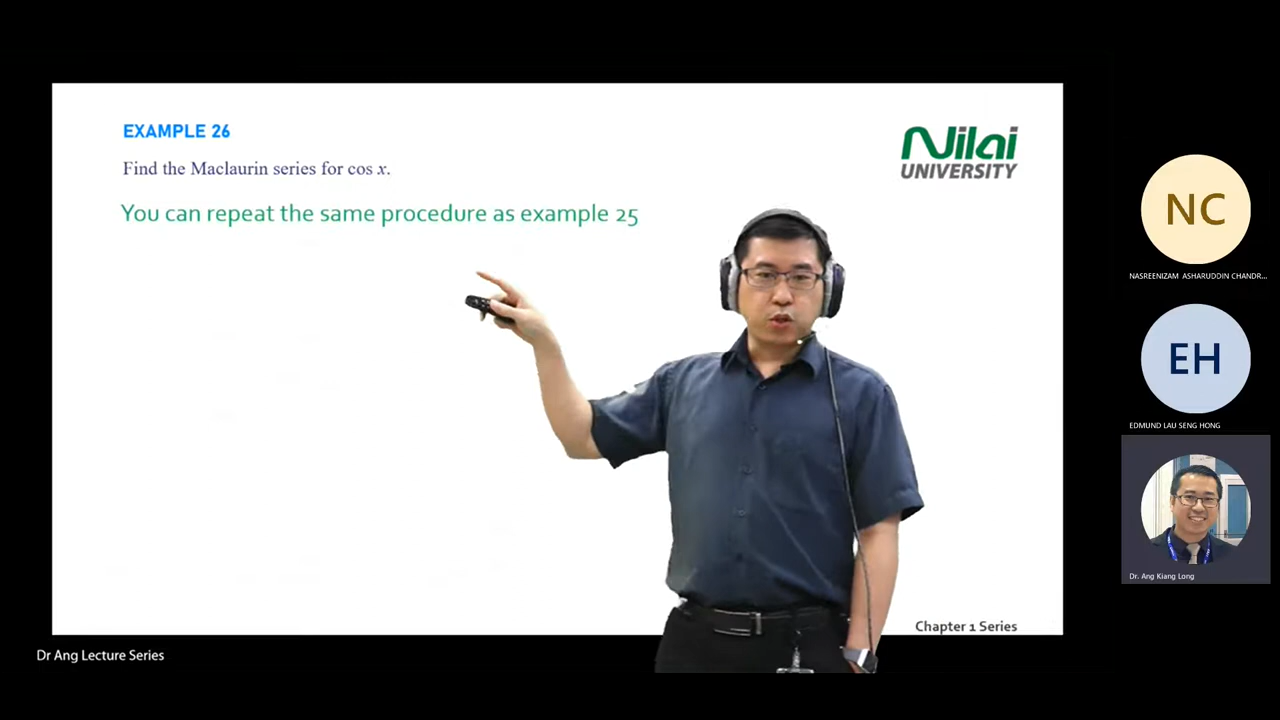 EXAMPLE 26
Find the Maclaurin series for cos x.
You can repeat the same procedure as example 25
Nilai
UNIVERSITY
Chapter 1 Series
Dr Ang Lecture Series
NC
NASREENIZAM ASHARUDDIN CHANDR...
EH
EDMUND LAU SENG HONG
Dr. Ang Kiang Long